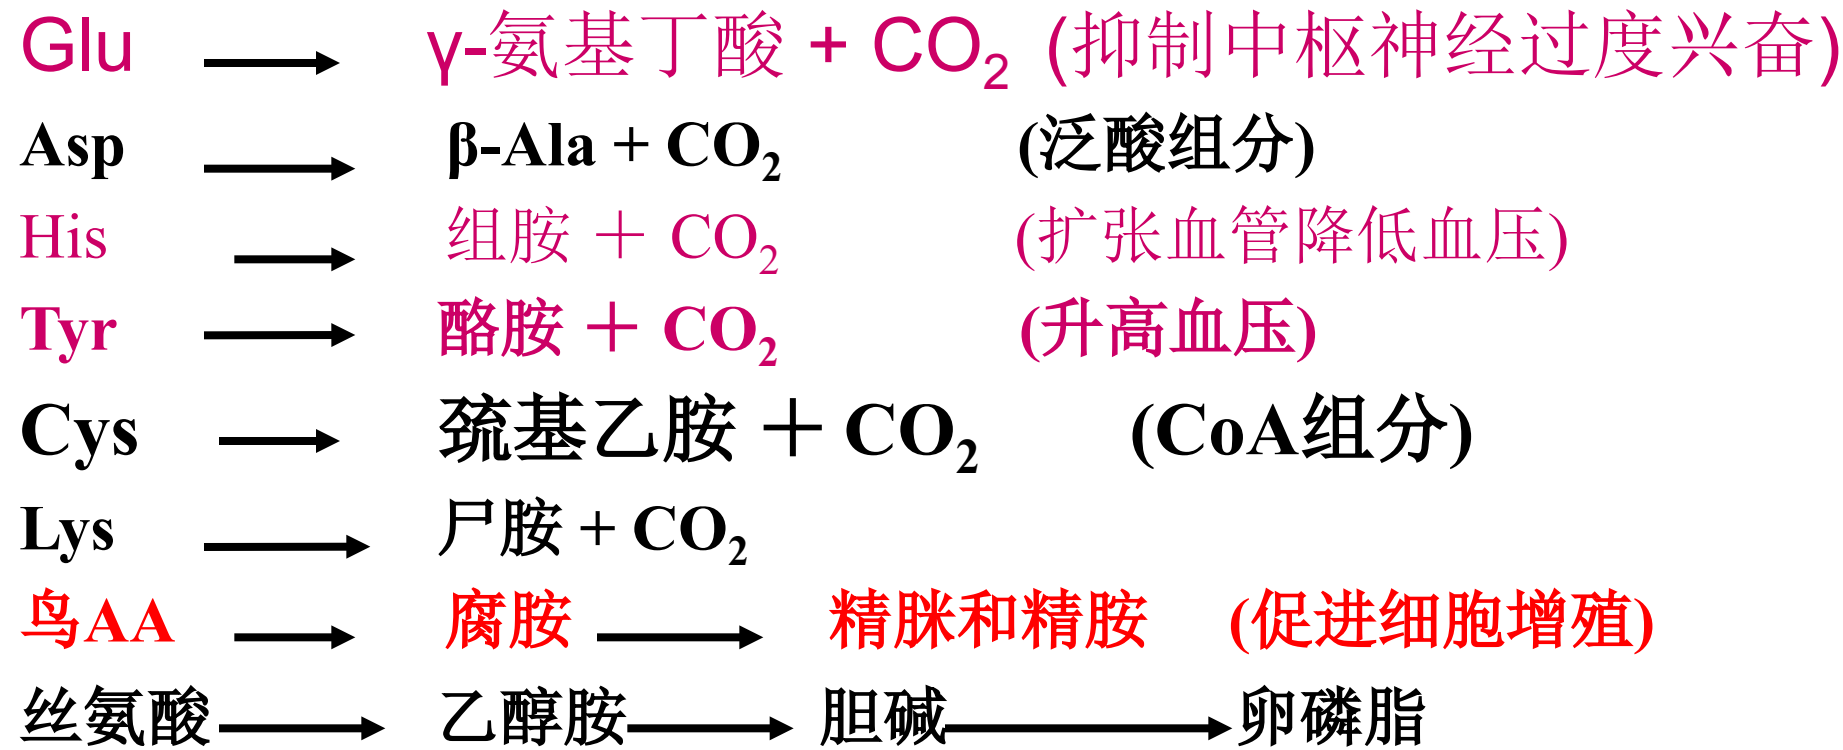 Glu → γ-氨基丁酸 + CO₂ (抑制中枢神经过度兴奋)
Asp → β-Ala + CO₂ (泛酸组分)
His → 组胺 + CO₂ (扩张血管降低血压)
Tyr → 酪胺 + CO₂ (升高血压)
Cys → 巯基乙胺 + CO₂ (CoA组分)
Lys → 尸胺 + CO₂
鸟AA → 腐胺 → 精脒和精胺 (促进细胞增殖)
丝氨酸 → 乙醇胺 → 胆碱 → 卵磷脂